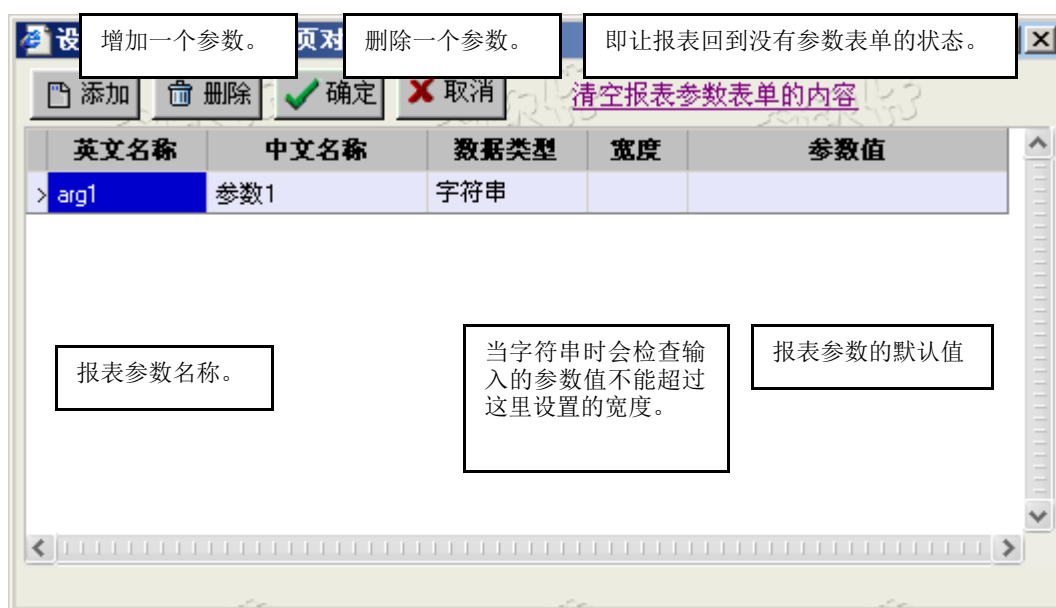 设
增加一个参数。
页对
删除一个参数。
即让报表回到没有参数表单的状态。
添加 删除 确定 取消 清空报表参数表单的内容
英文名称 中文名称 数据类型 宽度 参数值
> arg1 参数1 字符串
报表参数名称。
当字符串时会检查输
入的参数值不能超过
这里设置的宽度。
报表参数的默认值